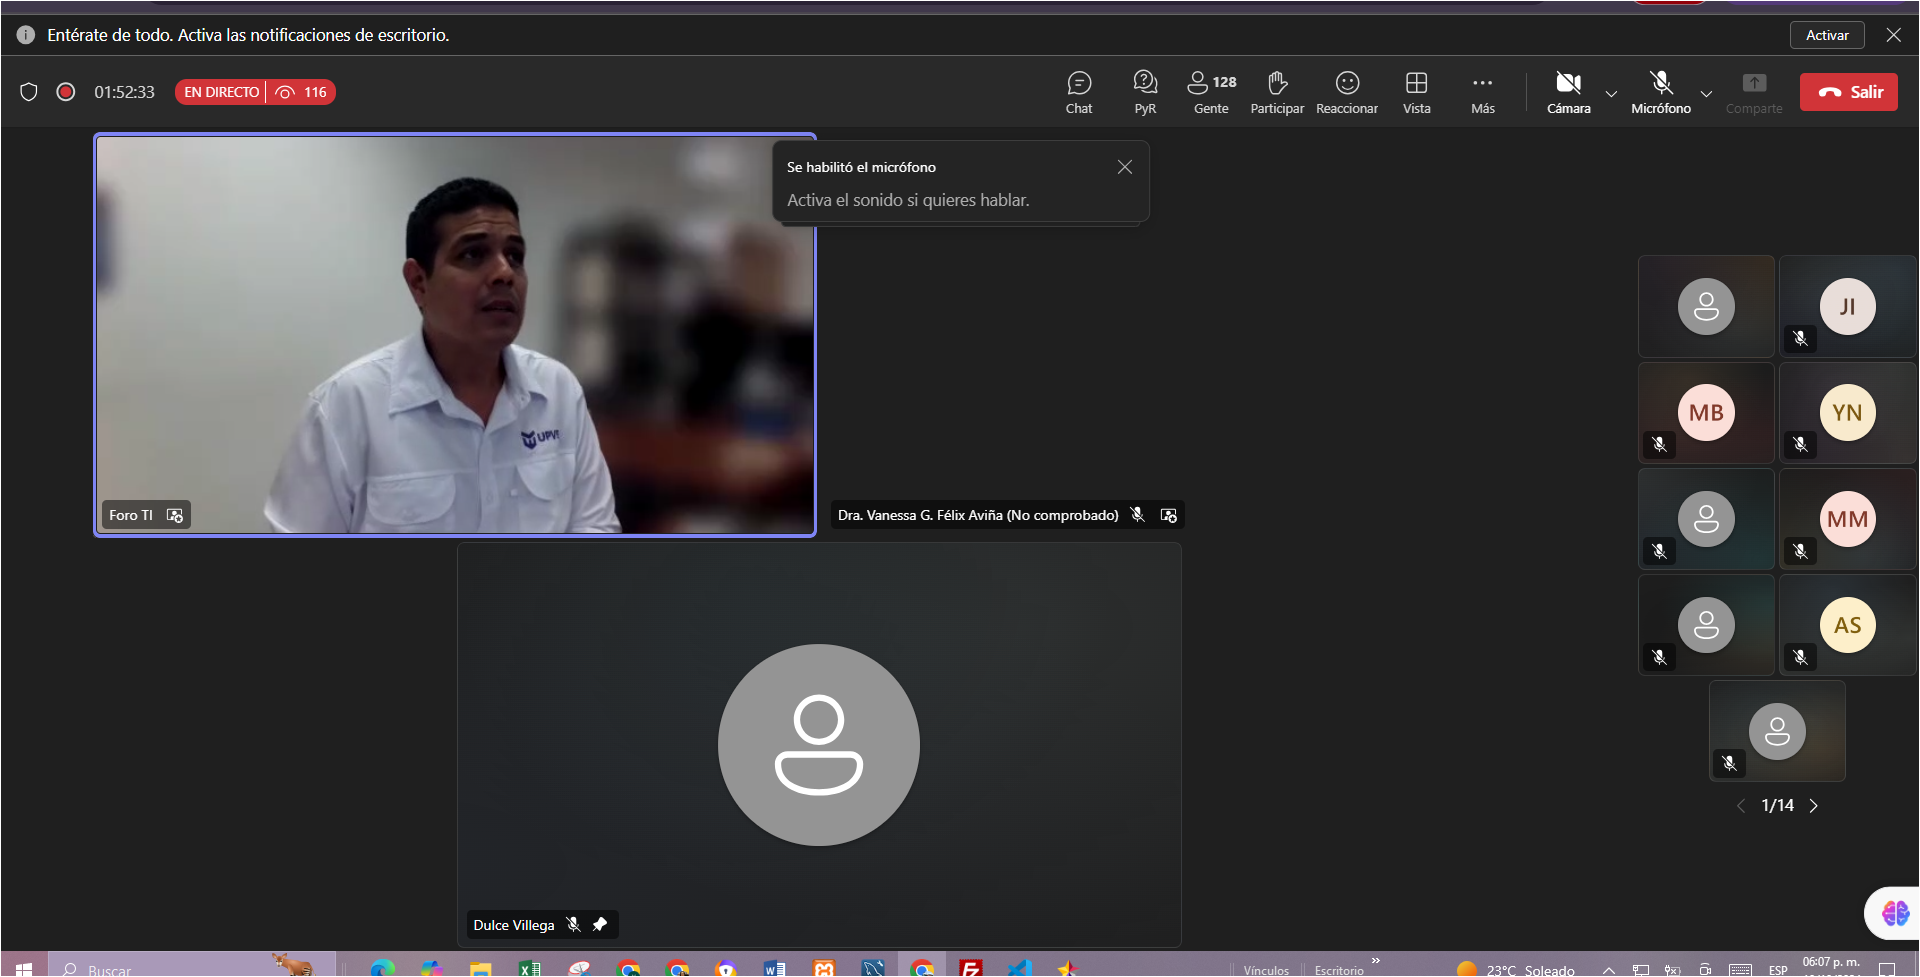 Entérate de todo. Activa las notificaciones de escritorio.
Activar
01:52:33
EN DIRECTO 116
Chat
PyR
128
Gente
Participar
Reaccionar
Vista
Más
Cámara
Micrófono
Comparte
Salir
Se habilitó el micrófono
Activa el sonido si quieres hablar.
Foro TI
Dra. Vanessa G. Félix Aviña (No comprobado)
Dulce Villega
JI
MB
YN
MM
AS
1/14
Buscar
Vínculos
Escritorio
23°C Soleado
ESP
06:07 p. m.